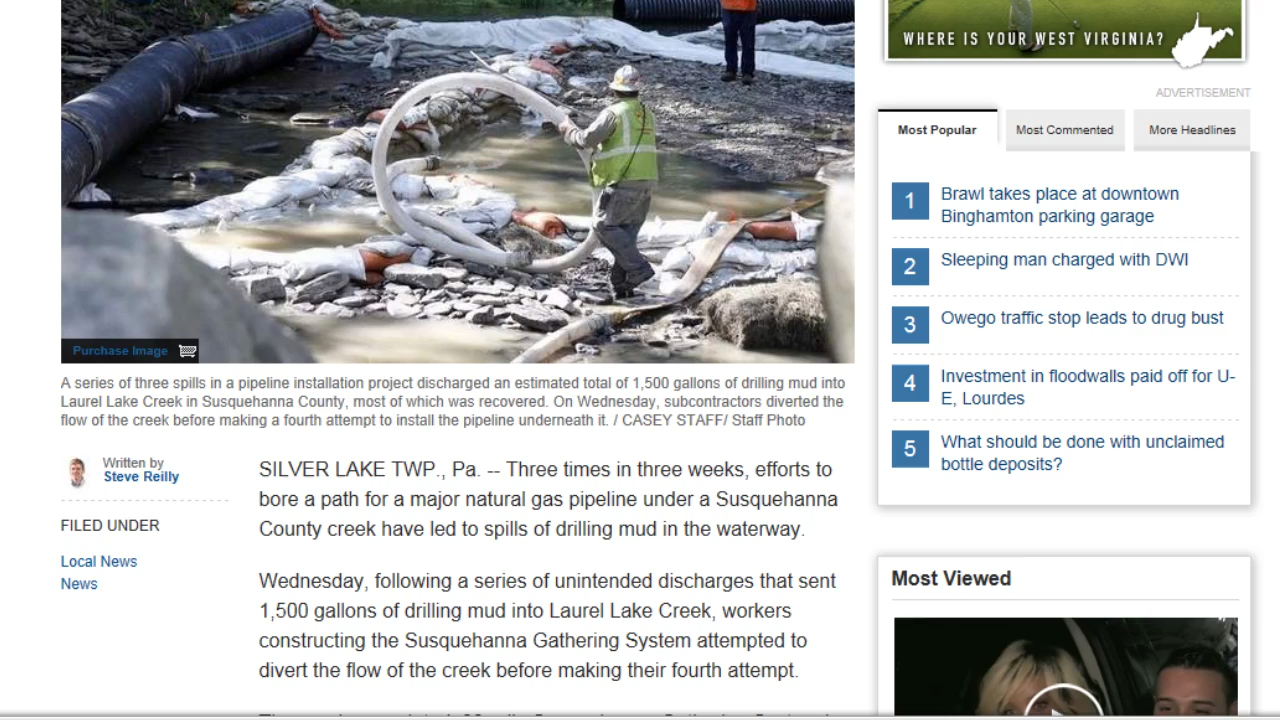 WHERE IS YOUR WEST VIRGINIA?
ADVERTISEMENT
Most Popular
Most Commented
More Headlines
1
Brawl takes place at downtown
Binghamton parking garage
2
Sleeping man charged with DWI
3
Owego traffic stop leads to drug bust
4
Investment in floodwalls paid off for U-
E, Lourdes
5
What should be done with unclaimed
bottle deposits?
Purchase Image
A series of three spills in a pipeline installation project discharged an estimated total of 1,500 gallons of drilling mud into
Laurel Lake Creek in Susquehanna County, most of which was recovered. On Wednesday, subcontractors diverted the
flow of the creek before making a fourth attempt to install the pipeline underneath it. / CASEY STAFF/ Staff Photo
Written by
Steve Reilly
FILED UNDER
Local News
News
SILVER LAKE TWP., Pa. -- Three times in three weeks, efforts to
bore a path for a major natural gas pipeline under a Susquehanna
County creek have led to spills of drilling mud in the waterway.
Wednesday, following a series of unintended discharges that sent
1,500 gallons of drilling mud into Laurel Lake Creek, workers
constructing the Susquehanna Gathering System attempted to
divert the flow of the creek before making their fourth attempt.
Most Viewed